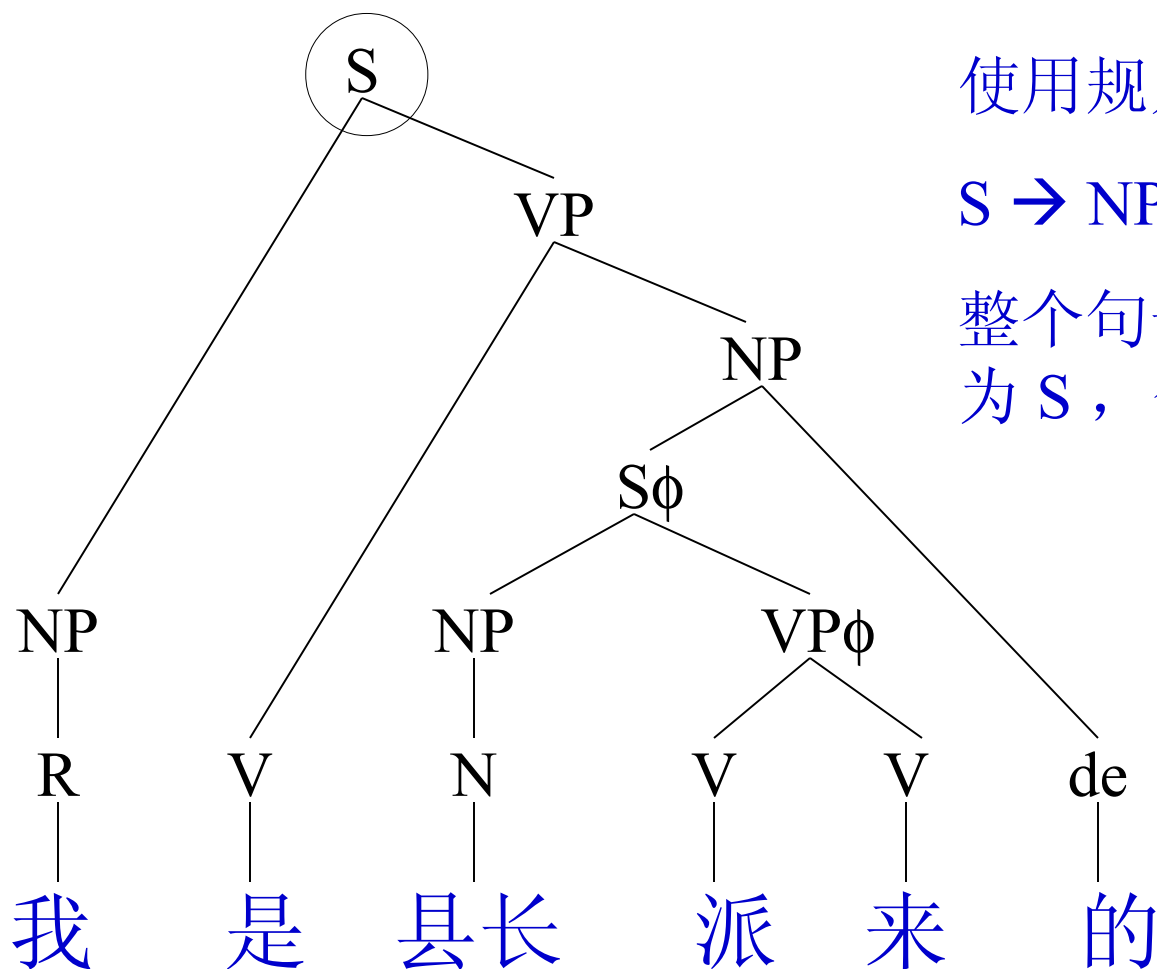 S
使用规
S → NP
VP
整个句
NP
为 S，
Sϕ
NP NP VPϕ
R V N V V de
我 是 县长 派 来 的